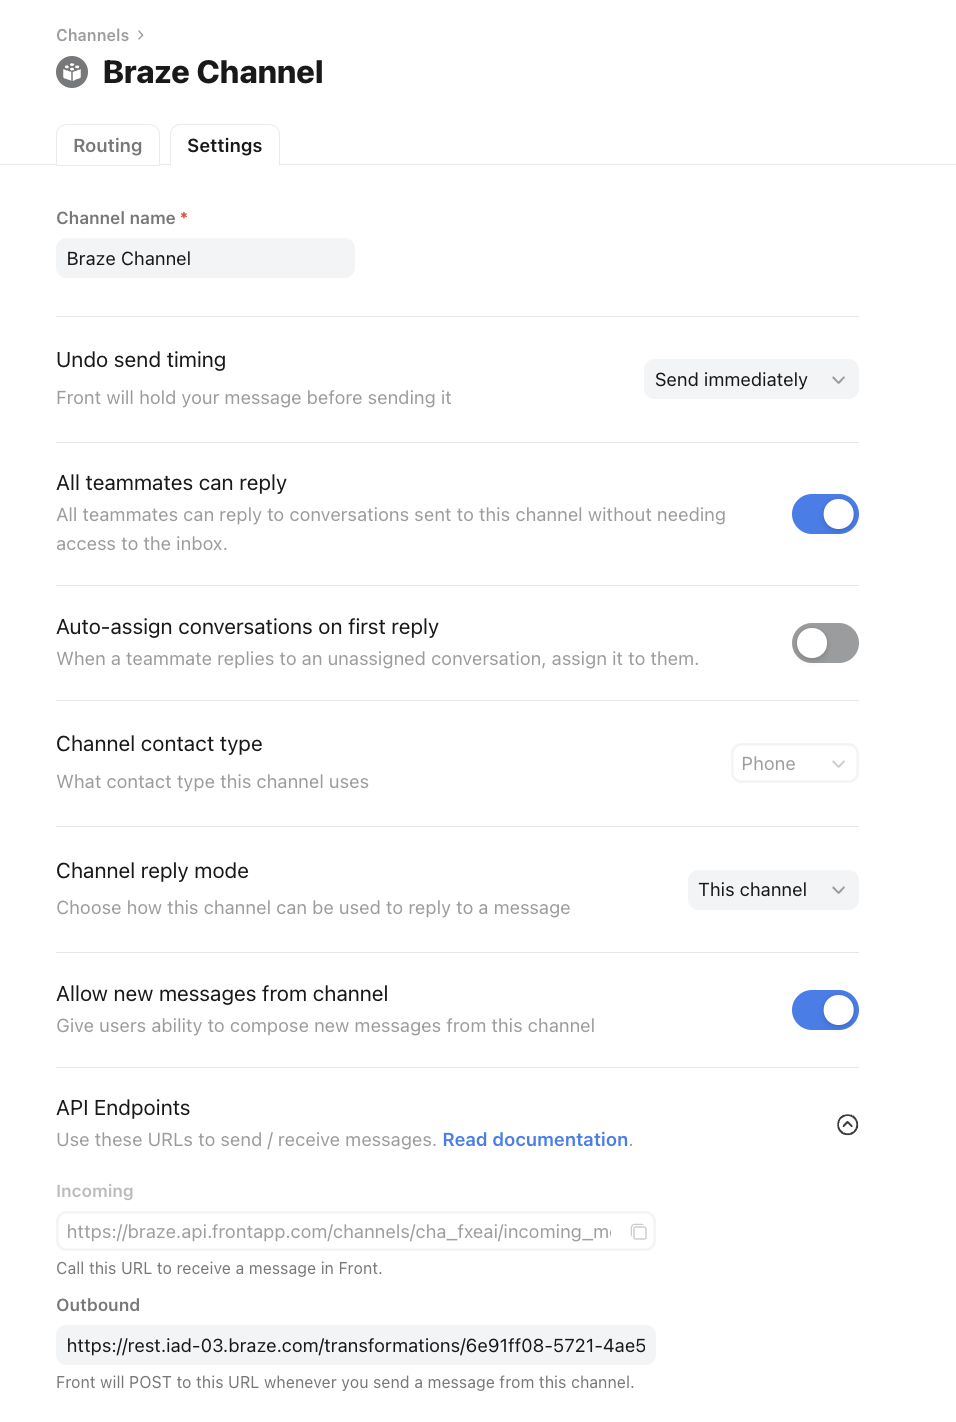 Channels >
Braze Channel
Routing
Settings
Channel name *
Braze Channel
Undo send timing
Front will hold your message before sending it
Send immediately
All teammates can reply
All teammates can reply to conversations sent to this channel without needing
access to the inbox.
Auto-assign conversations on first reply
When a teammate replies to an unassigned conversation, assign it to them.
Channel contact type
What contact type this channel uses
Phone
Channel reply mode
Choose how this channel can be used to reply to a message
This channel
Allow new messages from channel
Give users ability to compose new messages from this channel
API Endpoints
Use these URLs to send / receive messages. Read documentation.
Incoming
https://braze.api.frontapp.com/channels/cha_fxeai/incoming_m
Call this URL to receive a message in Front.
Outbound
https://rest.iad-03.braze.com/transformations/6e91ff08-5721-4ae5
Front will POST to this URL whenever you send a message from this channel.